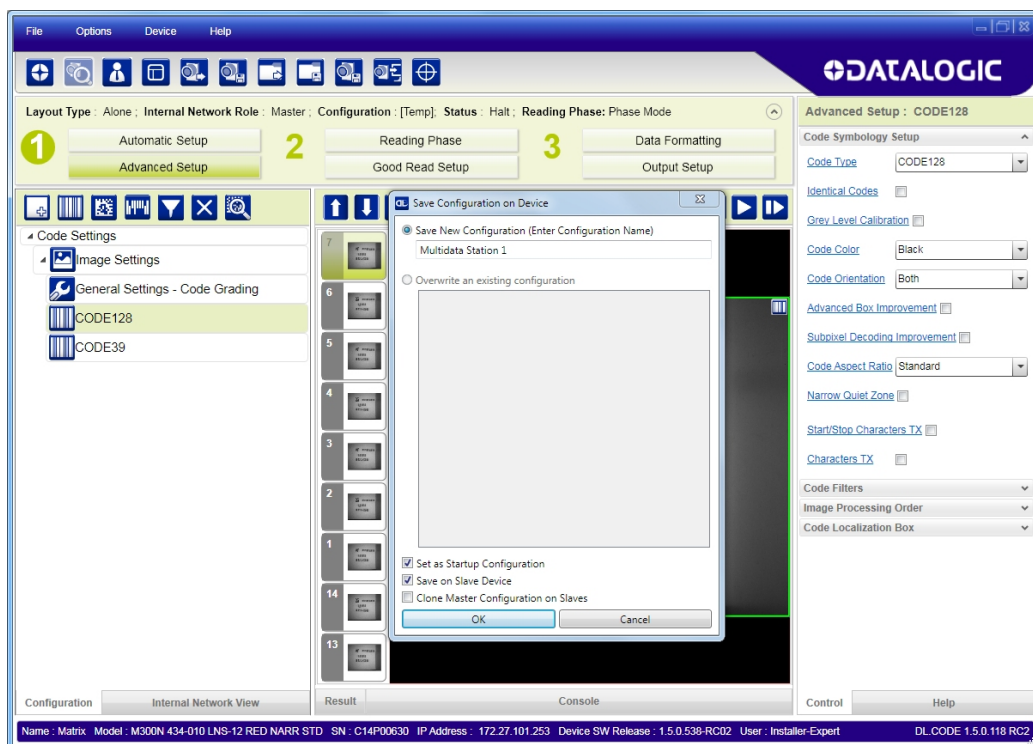 File Options Device Help
DATALOGIC
Layout Type : Alone ; Internal Network Role : Master ; Configuration : [Temp]; Status : Halt ; Reading Phase: Phase Mode
1 Automatic Setup 2 Reading Phase 3 Data Formatting
Advanced Setup Good Read Setup Output Setup
Code Settings
Image Settings
General Settings - Code Grading
CODE128
CODE39
Configuration Internal Network View
7
6
5
4
3
2
1
14
13
Save Configuration on Device
Save New Configuration (Enter Configuration Name)
Multidata Station 1
Overwrite an existing configuration
Set as Startup Configuration
Save on Slave Device
Clone Master Configuration on Slaves
OK Cancel
Result Console
Advanced Setup : CODE128
Code Symbology Setup
Code Type CODE128
Identical Codes
Grey Level Calibration
Code Color Black
Code Orientation Both
Advanced Box Improvement
Subpixel Decoding Improvement
Code Aspect Ratio Standard
Narrow Quiet Zone
Start/Stop Characters TX
Characters TX
Code Filters
Image Processing Order
Code Localization Box
Control Help
Name : Matrix Model : M300N 434-010 LNS-12 RED NARR STD SN : C14P00630 IP Address : 172.27.101.253 Device SW Release : 1.5.0.538-RC02 User : Installer-Expert DL.CODE 1.5.0.118 RC2